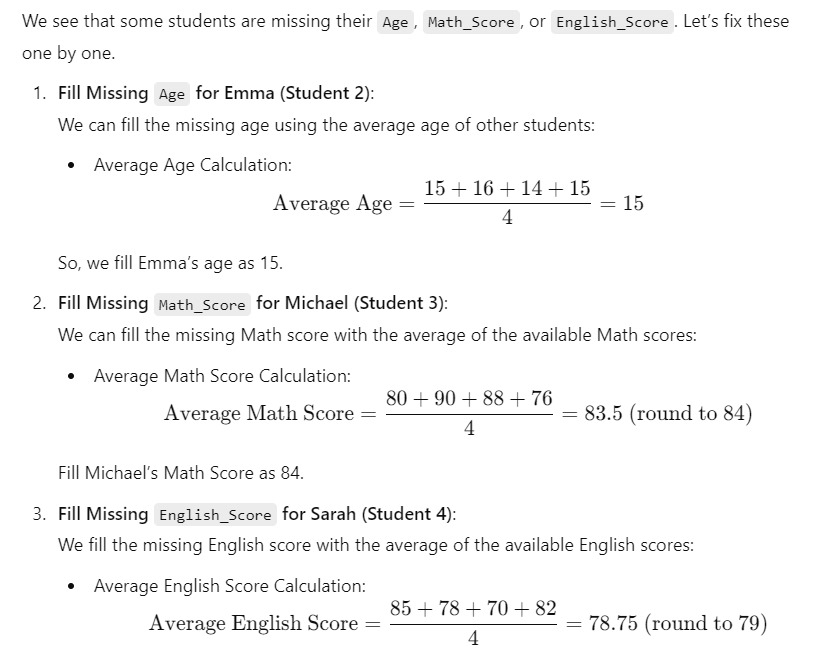 We see that some students are missing their Age, Math_Score, or English_Score. Let's fix these
one by one.
1. Fill Missing Age for Emma (Student 2):
We can fill the missing age using the average age of other students:
• Average Age Calculation:
Average Age = \frac{15 + 16 + 14 + 15}{4} = 15
So, we fill Emma's age as 15.
2. Fill Missing Math_Score for Michael (Student 3):
We can fill the missing Math score with the average of the available Math scores:
• Average Math Score Calculation:
Average Math Score = \frac{80 + 90 + 88 + 76}{4} = 83.5 (round to 84)
Fill Michael's Math Score as 84.
3. Fill Missing English_Score for Sarah (Student 4):
We fill the missing English score with the average of the available English scores:
• Average English Score Calculation:
Average English Score = \frac{85 + 78 + 70 + 82}{4} = 78.75 (round to 79)